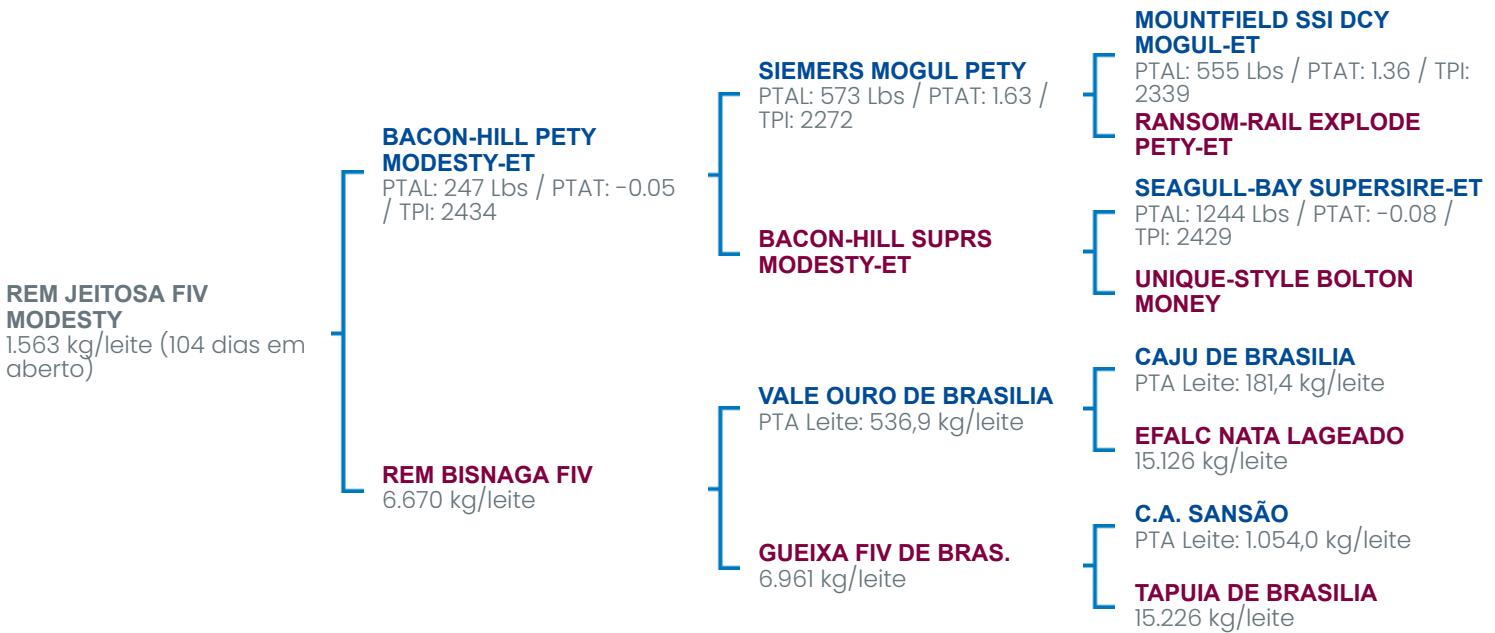 REM JEITOSA FIV
MODESTY
1.563 kg/leite (104 dias em
aberto)
BACON-HILL PETY
MODESTY-ET
PTAL: 247 Lbs / PTAT: -0.05
/ TPI: 2434
REM BISNAGA FIV
6.670 kg/leite
SIEMERS MOGUL PETY
PTAL: 573 Lbs / PTAT: 1.63 /
TPI: 2272
BACON-HILL SUPRS
MODESTY-ET
VALE OURO DE BRASILIA
PTA Leite: 536,9 kg/leite
GUEIXA FIV DE BRAS.
6.961 kg/leite
MOUNTFIELD SSI DCY
MOGUL-ET
PTAL: 555 Lbs / PTAT: 1.36 / TPI:
2339
RANSOM-RAIL EXPLODE
PETY-ET
SEAGULL-BAY SUPERSIRE-ET
PTAL: 1244 Lbs / PTAT: -0.08 /
TPI: 2429
UNIQUE-STYLE BOLTON
MONEY
CAJU DE BRASILIA
PTA Leite: 181,4 kg/leite
EFALC NATA LAGEADO
15.126 kg/leite
C.A. SANSÃO
PTA Leite: 1.054,0 kg/leite
TAPUIA DE BRASILIA
15.226 kg/leite